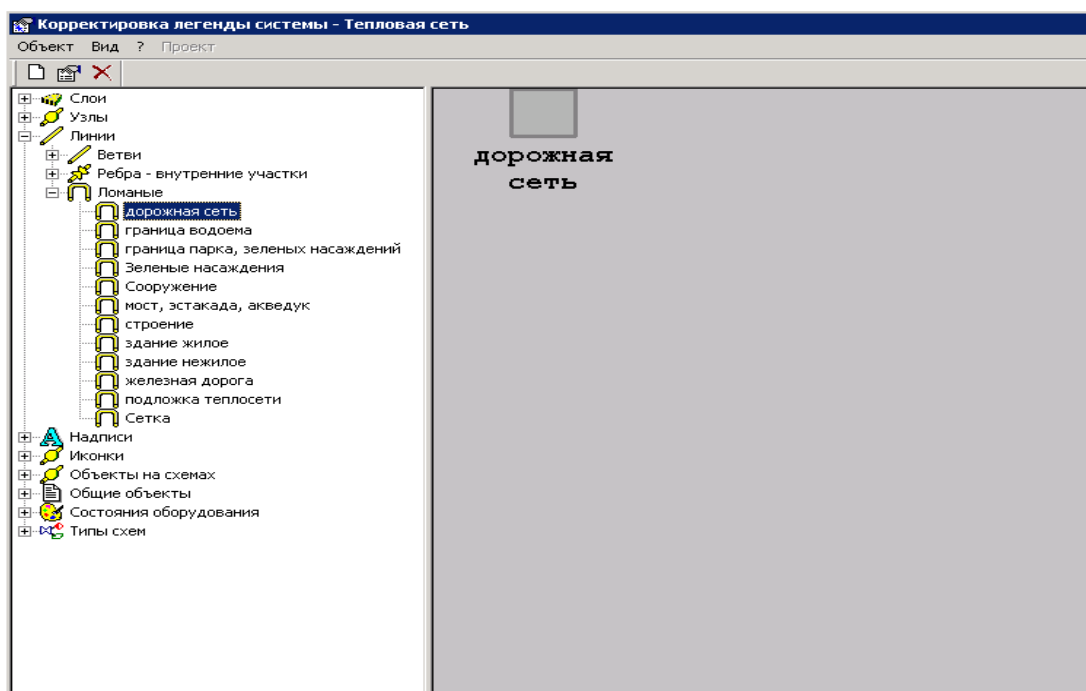 Корректировка легенды системы - Тепловая сеть
Объект Вид ? Проект
Слои
Узлы
Линии
Ветви
Ребра - внутренние участки
Ломаные
дорожная сеть
граница водоема
граница парка, зеленых насаждений
Зеленые насаждения
Сооружение
мост, эстакада, акведук
строение
здание жилое
здание нежилое
железная дорога
подложка теплосети
Сетка
Надписи
Иконки
Объекты на схемах
Общие объекты
Состояния оборудования
Типы схем
дорожная
сеть